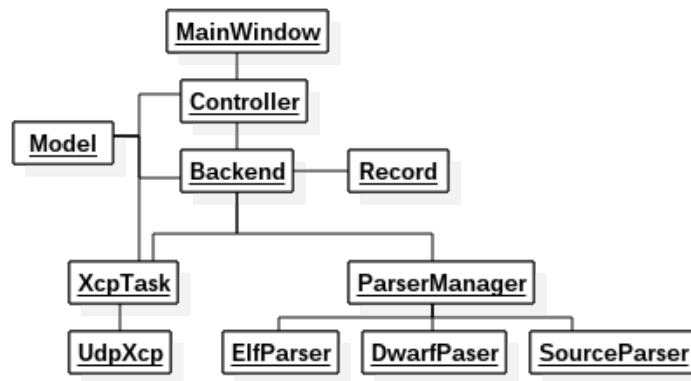 MainWindow
Controller
Model
Backend
Record
XcpTask
ParserManager
UdpXcp
ElfParser
DwarfPaser
SourceParser